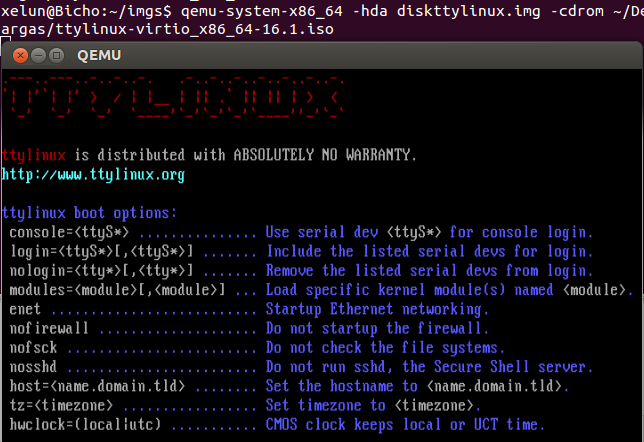 xelun@Bicho:~/imgs$ qemu-system-x86_64 -hda diskttylinux.img -cdrom ~/De
argas/ttylinux-virtio_x86_64-16.1.iso
QEMU
TTYLINUX
ttylinux is distributed with ABSOLUTELY NO WARRANTY.
http://www.ttylinux.org
ttylinux boot options:
console=<ttyS*> ............... Use serial dev <ttyS*> for console login.
login=<ttyS*>[,<ttyS*>] ....... Include the listed serial devs for login.
nologin=<tty*>[,<tty*>] ....... Remove the listed serial devs from login.
modules=<module>[,<module>] ... Load specific kernel module(s) named <module>.
enet .......................... Startup Ethernet networking.
nofirewall .................... Do not startup the firewall.
nofsck ........................ Do not check the file systems.
nosshd ........................ Do not run sshd, the Secure Shell server.
host=<name.domain.tld> ........ Set the hostname to <name.domain.tld>.
tz=<timezone> ................. Set timezone to <timezone>.
hwclock=(local|utc) ........... CMOS clock keeps local or UCT time.